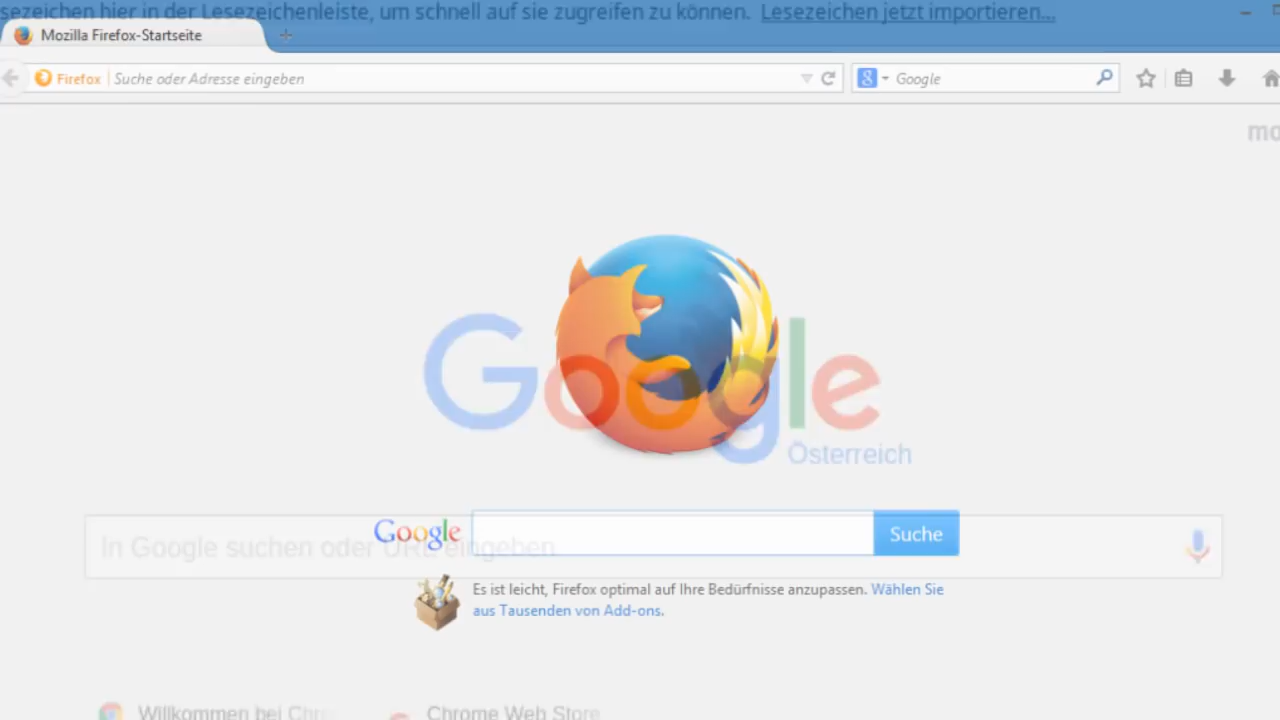 sezeichen hier in der Lesezeichenleiste, um schnell auf sie zugreifen zu können. Lesezeichen jetzt importieren...
Mozilla Firefox-Startseite
Firefox Suche oder Adresse eingeben
Google
mo
Google
Österreich
Google Suche
In Google suchen oder URL eingeben
Es ist leicht, Firefox optimal auf Ihre Bedürfnisse anzupassen. Wählen Sie
aus Tausenden von Add-ons.
Willkommen bei Chro Chrome Web Store